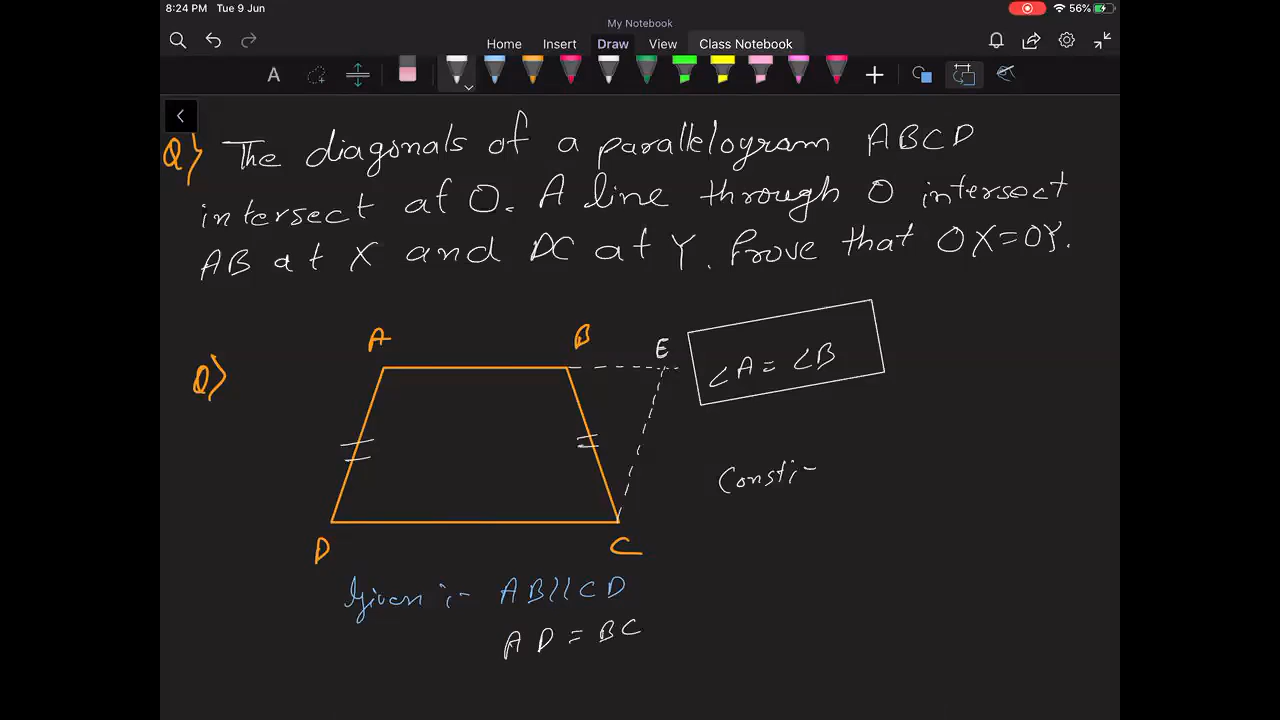 8:24 PM Tue 9 Jun
56%
My Notebook
Home Insert Draw View Class Notebook
A
Q) The diagonals of a parallelogram ABCD
intersect at O. A line through O intersect
AB at X and DC at Y. Prove that OX=OY.
A B E
∠A = ∠B
Q)
Const:-
D C
Given :- AB||CD
AD = BC